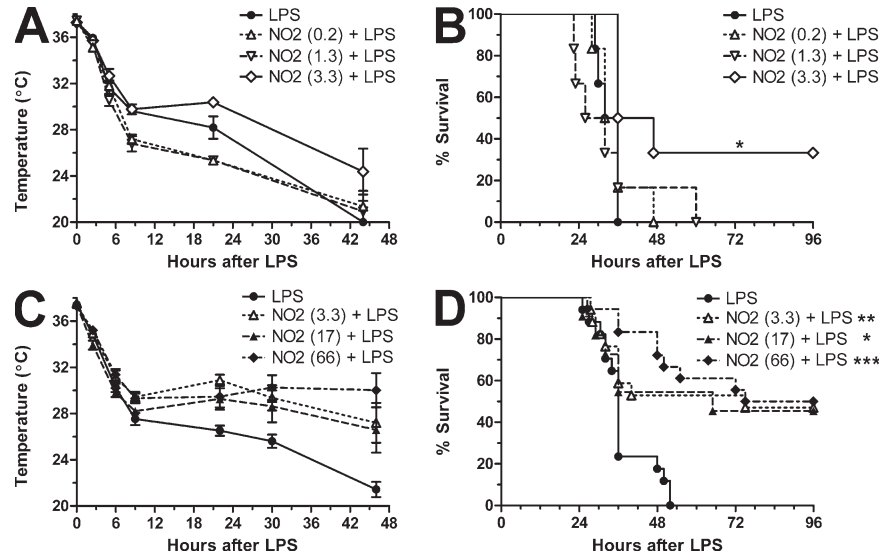 A
LPS
NO2 (0.2) + LPS
NO2 (1.3) + LPS
NO2 (3.3) + LPS
Temperature (°C)
36
32
28
24
20
0 6 12 18 24 30 36 42 48
Hours after LPS
B
LPS
NO2 (0.2) + LPS
NO2 (1.3) + LPS
NO2 (3.3) + LPS
*
% Survival
100
80
60
40
20
0
0 24 48 72 96
Hours after LPS
C
LPS
NO2 (3.3) + LPS
NO2 (17) + LPS
NO2 (66) + LPS
Temperature (°C)
36
32
28
24
20
0 6 12 18 24 30 36 42 48
Hours after LPS
D
LPS
NO2 (3.3) + LPS **
NO2 (17) + LPS *
NO2 (66) + LPS ***
% Survival
100
80
60
40
20
0
0 24 48 72 96
Hours after LPS